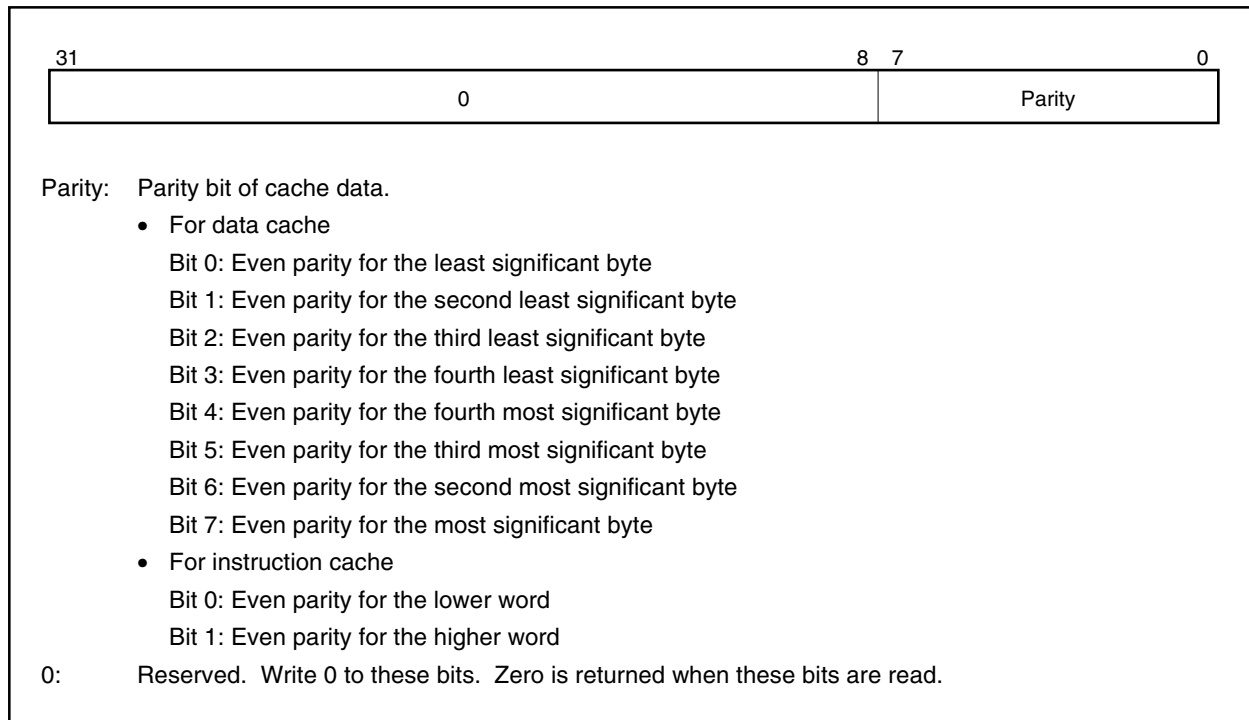 31 8 7 0
0 Parity
Parity: Parity bit of cache data.
• For data cache
Bit 0: Even parity for the least significant byte
Bit 1: Even parity for the second least significant byte
Bit 2: Even parity for the third least significant byte
Bit 3: Even parity for the fourth least significant byte
Bit 4: Even parity for the fourth most significant byte
Bit 5: Even parity for the third most significant byte
Bit 6: Even parity for the second most significant byte
Bit 7: Even parity for the most significant byte
• For instruction cache
Bit 0: Even parity for the lower word
Bit 1: Even parity for the higher word
0: Reserved. Write 0 to these bits. Zero is returned when these bits are read.